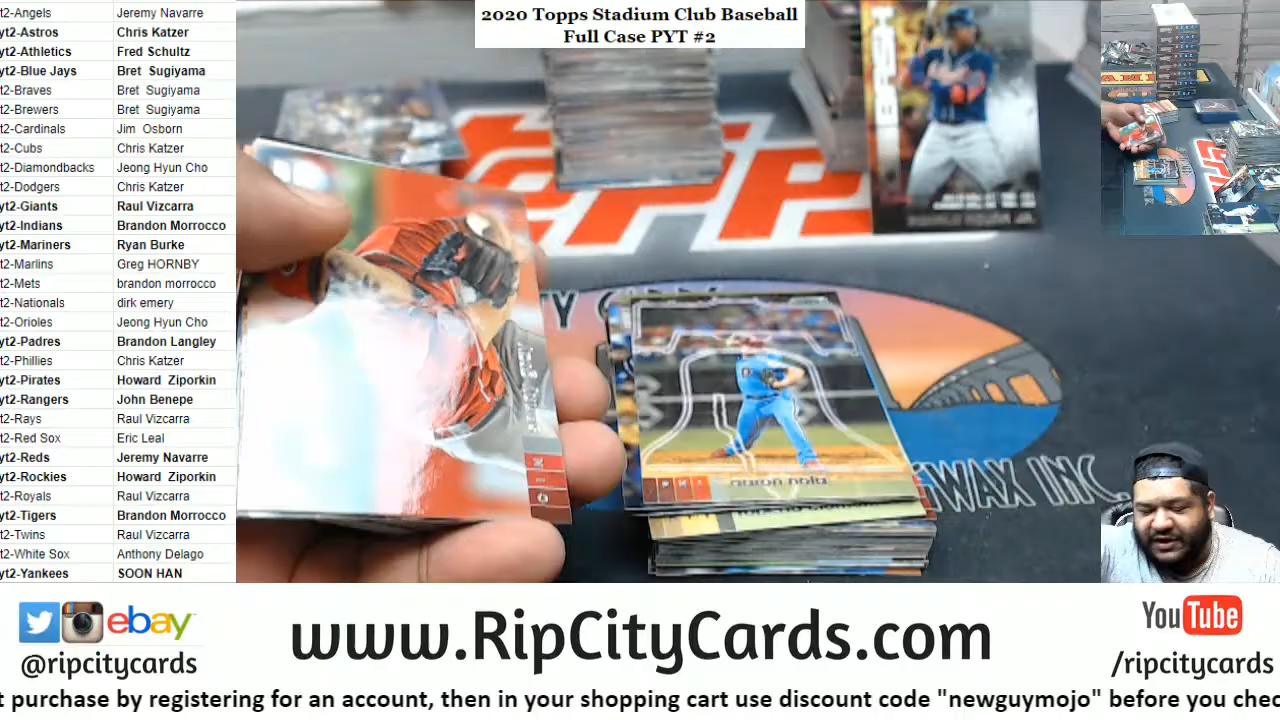 2020 Topps Stadium Club Baseball
Full Case PYT #2
t2-Angels Jeremy Navarre
yt2-Astros Chris Katzer
yt2-Athletics Fred Schultz
yt2-Blue Jays Bret Sugiyama
t2-Braves Bret Sugiyama
t2-Brewers Bret Sugiyama
t2-Cardinals Jim Osborn
t2-Cubs Chris Katzer
t2-Diamondbacks Jeong Hyun Cho
t2-Dodgers Chris Katzer
yt2-Giants Raul Vizcarra
yt2-Indians Brandon Morrocco
yt2-Mariners Ryan Burke
t2-Marlins Greg HORNBY
t2-Mets brandon morrocco
t2-Nationals dirk emery
t2-Orioles Jeong Hyun Cho
yt2-Padres Brandon Langley
t2-Phillies Chris Katzer
yt2-Pirates Howard Ziporkin
yt2-Rangers John Benepe
t2-Rays Raul Vizcarra
t2-Red Sox Eric Leal
yt2-Reds Jeremy Navarre
yt2-Rockies Howard Ziporkin
t2-Royals Raul Vizcarra
yt2-Tigers Brandon Morrocco
t2-Twins Raul Vizcarra
t2-White Sox Anthony Delago
yt2-Yankees SOON HAN
aaron nola
WAX INC.
ebay
@ripcitycards
www.RipCityCards.com
YouTube
/ripcitycards
t purchase by registering for an account, then in your shopping cart use discount code "newguymojo" before you chec